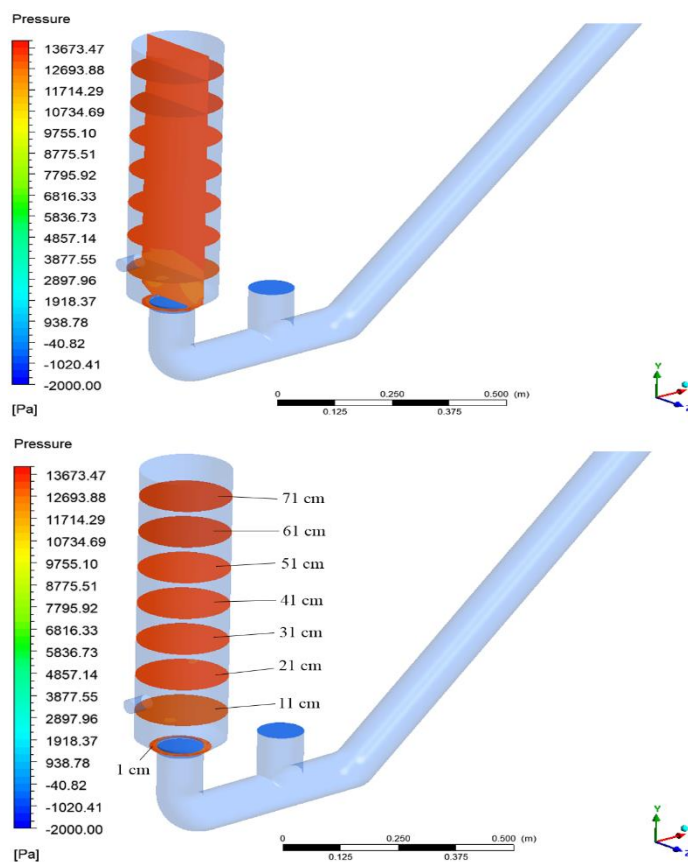 Pressure
13673.47
12693.88
11714.29
10734.69
9755.10
8775.51
7795.92
6816.33
5836.73
4857.14
3877.55
2897.96
1918.37
938.78
-40.82
-1020.41
-2000.00
[Pa]
0 0.250 0.500 (m)
0.125 0.375
Y
Z
Pressure
13673.47
12693.88
11714.29
10734.69
9755.10
8775.51
7795.92
6816.33
5836.73
4857.14
3877.55
2897.96
1918.37
938.78
-40.82
-1020.41
-2000.00
[Pa]
71 cm
61 cm
51 cm
41 cm
31 cm
21 cm
11 cm
1 cm
0 0.250 0.500 (m)
0.125 0.375
Y
Z